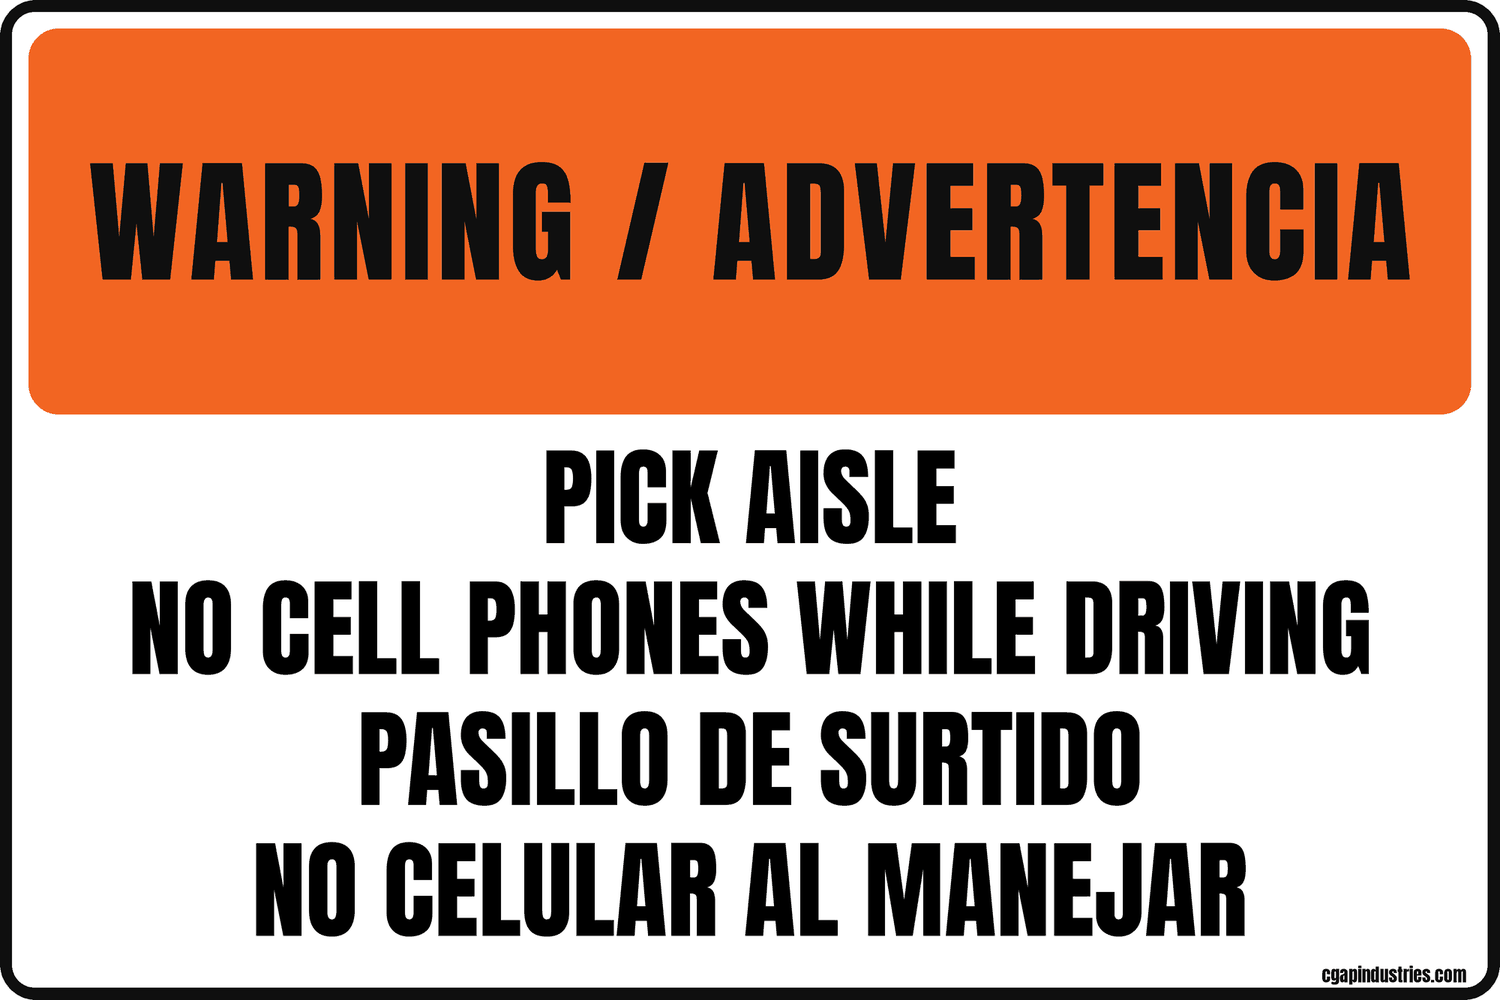 WARNING / ADVERTENCIA
PICK AISLE
NO CELL PHONES WHILE DRIVING
PASILLO DE SURTIDO
NO CELULAR AL MANEJAR
cgapindustries.com